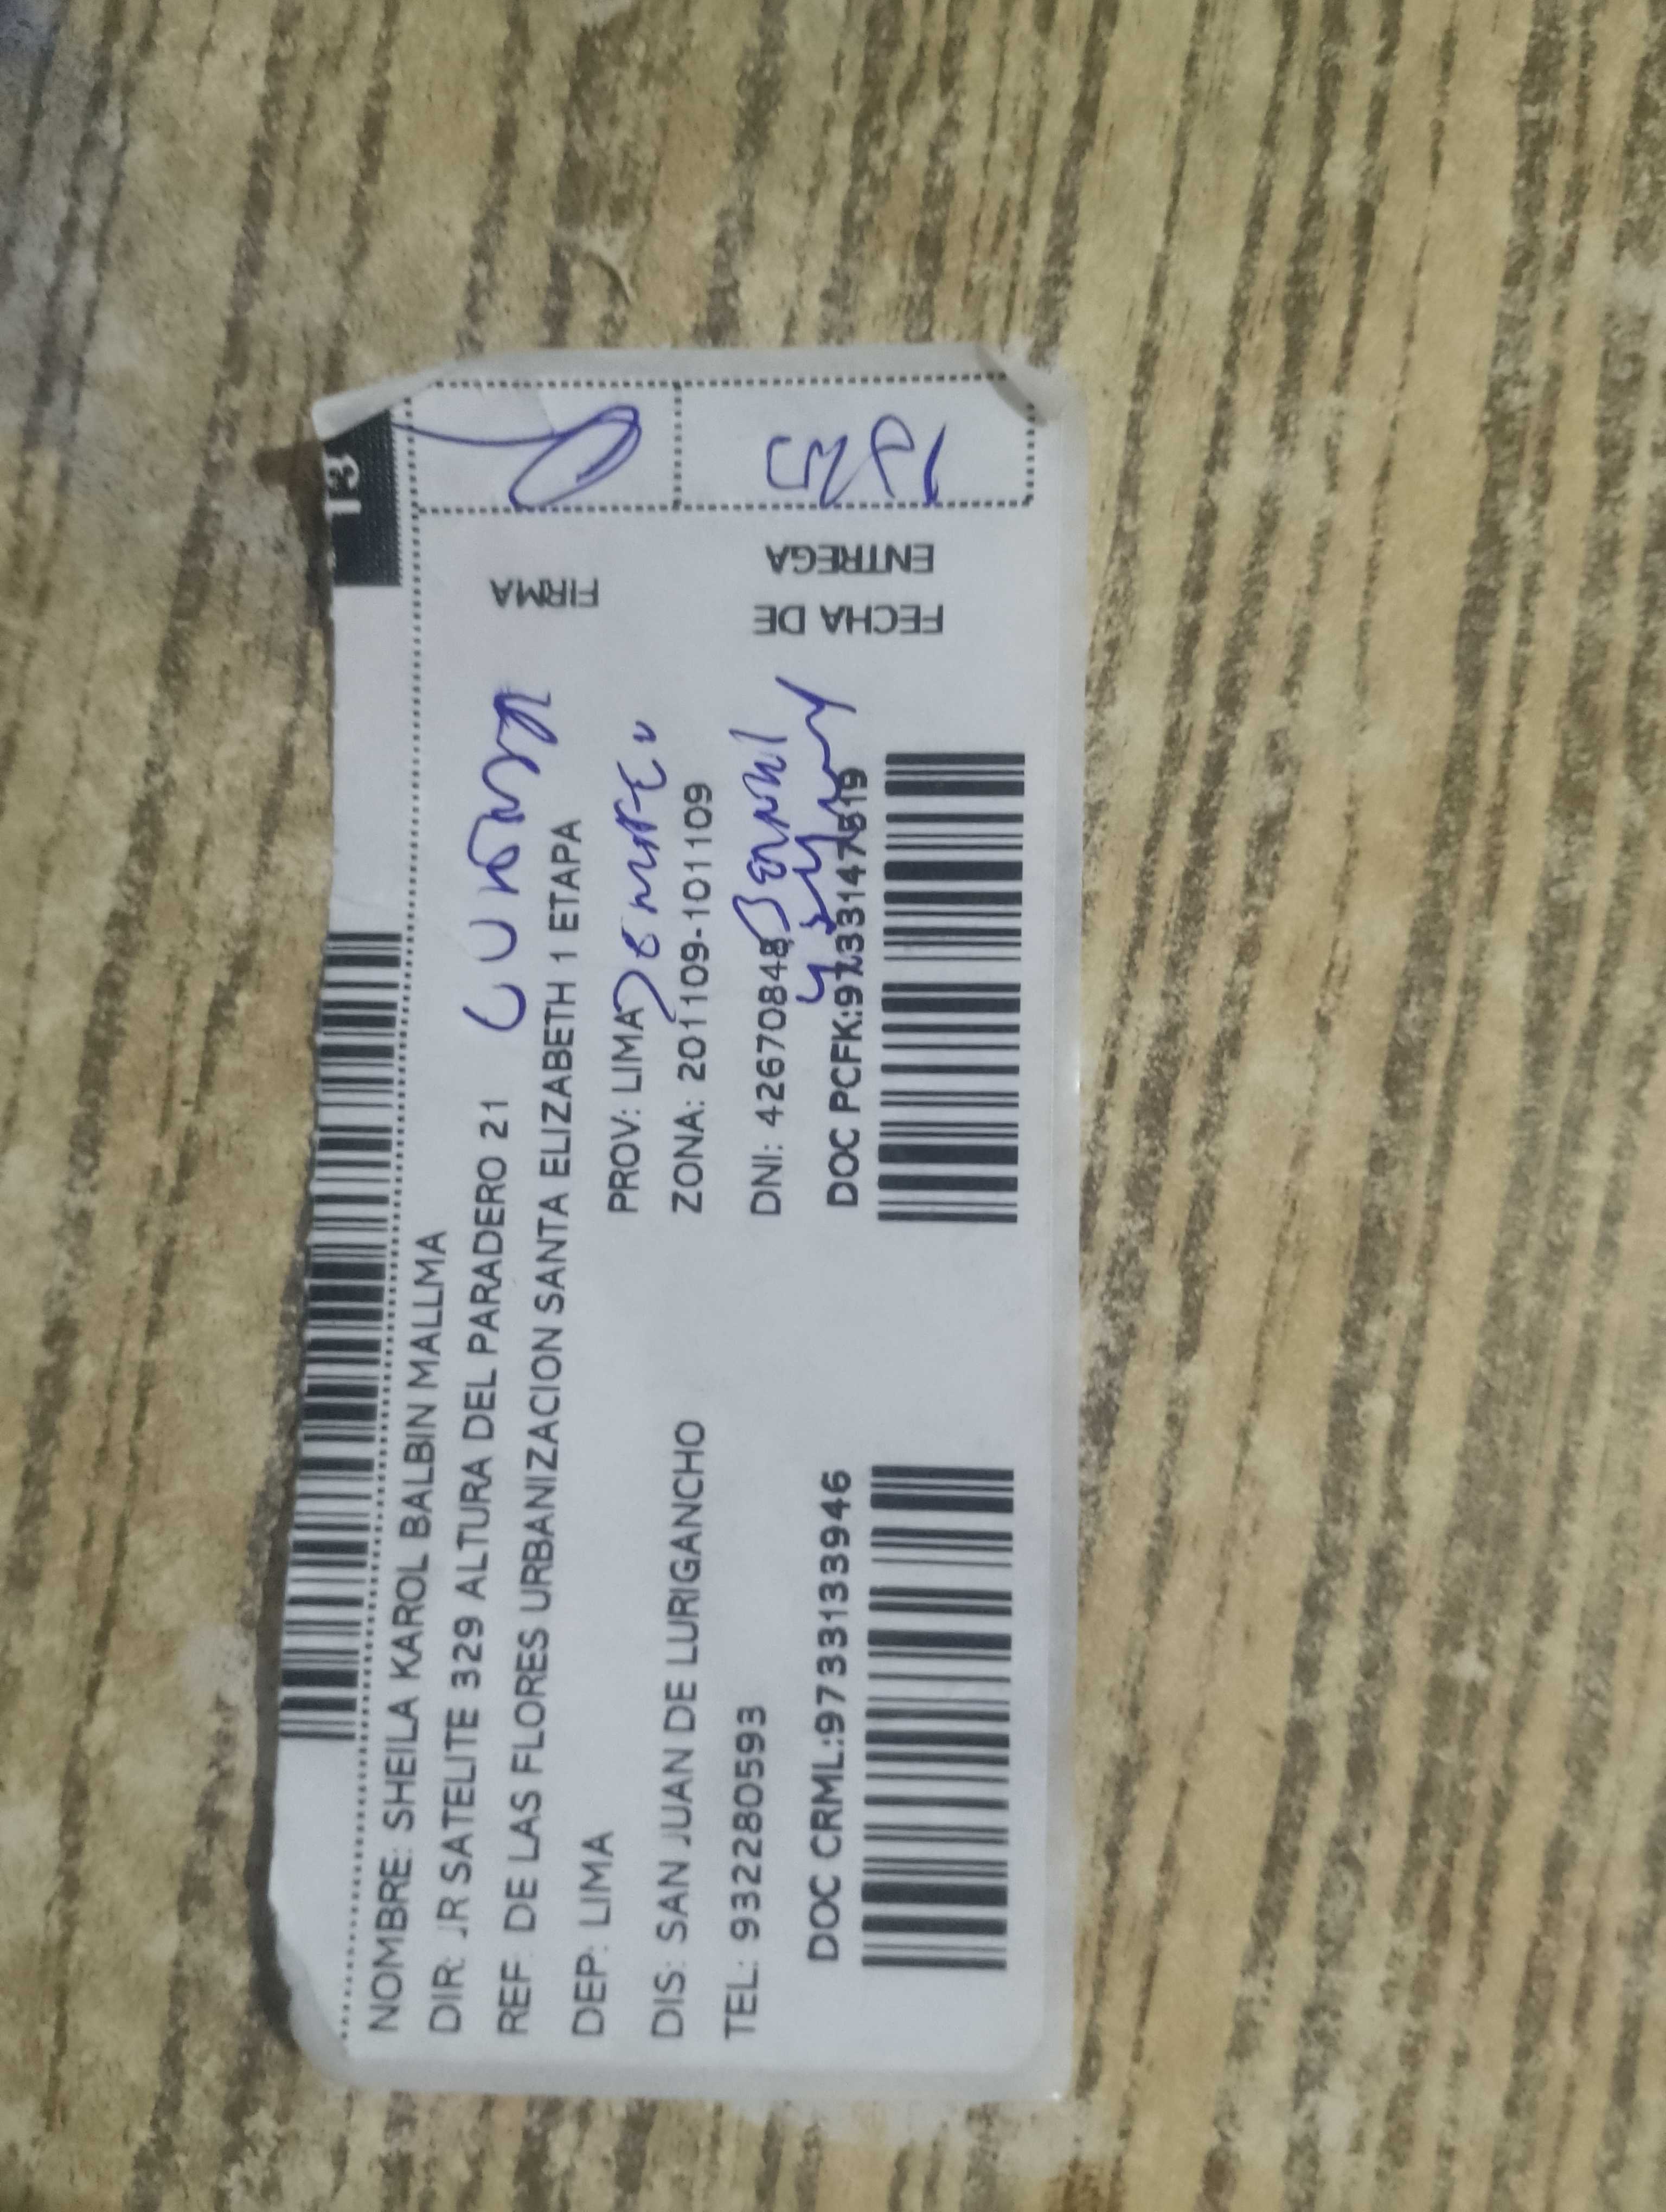 13
NOMBRE: SHEILA KAROL BALBIN MALLMA
DIR: JR SATELITE 329 ALTURA DEL PARADERO 21
REF: DE LAS FLORES URBANIZACION SANTA ELIZABETH 1 ETAPA
DEP: LIMA PROV: LIMA
DIS: SAN JUAN DE LURIGANCHO ZONA: 201109-101109
TEL: 932280593 DNI: 42670848
DOC CRML:9733133946 DOC PCFK:9733147519
FIRMA
FECHA DE
ENTREGA